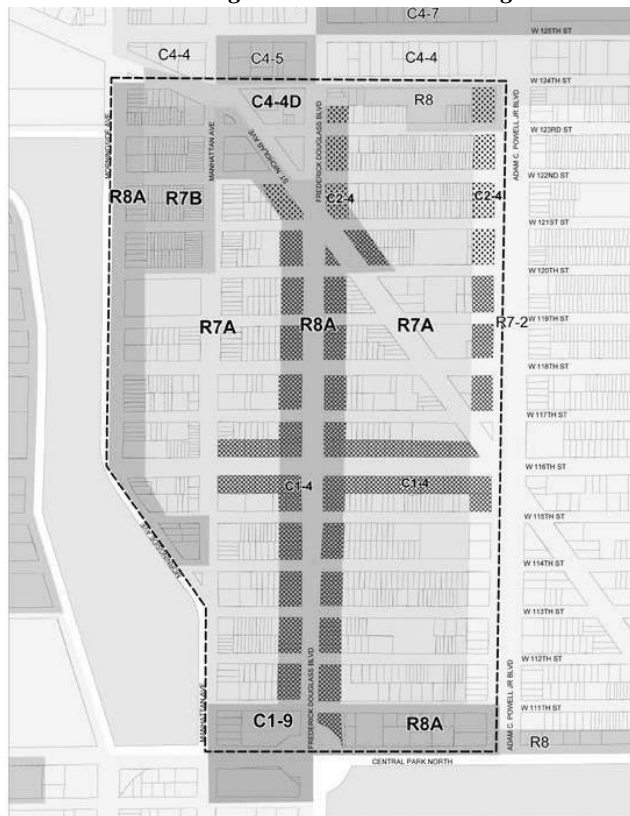 C4-7
W 125TH ST
C4-4
C4-5
C4-4
W 124TH ST
C4-4D
R8
MORNINGSIDE AVE
MANHATTAN AVE
ST. NICHOLAS AVE
FREDERICK DOUGLASS BLVD
ADAM C. POWELL JR BLVD
W 123RD ST
W 122ND ST
R8A
R7B
C2-4
C2-4
W 121ST ST
W 120TH ST
R7A
R8A
R7A
R7-2
W 119TH ST
W 118TH ST
W 117TH ST
W 116TH ST
C1-4
C1-4
W 115TH ST
MORNINGSIDE AVE
W 114TH ST
W 113TH ST
W 112TH ST
MANHATTAN AVE
FREDERICK DOUGLASS BLVD
ADAM C. POWELL JR BLVD
W 111TH ST
C1-9
R8A
R8
CENTRAL PARK NORTH